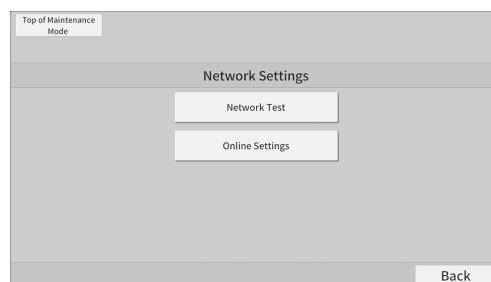 Top of Maintenance
Mode
Network Settings
Network Test
Online Settings
Back